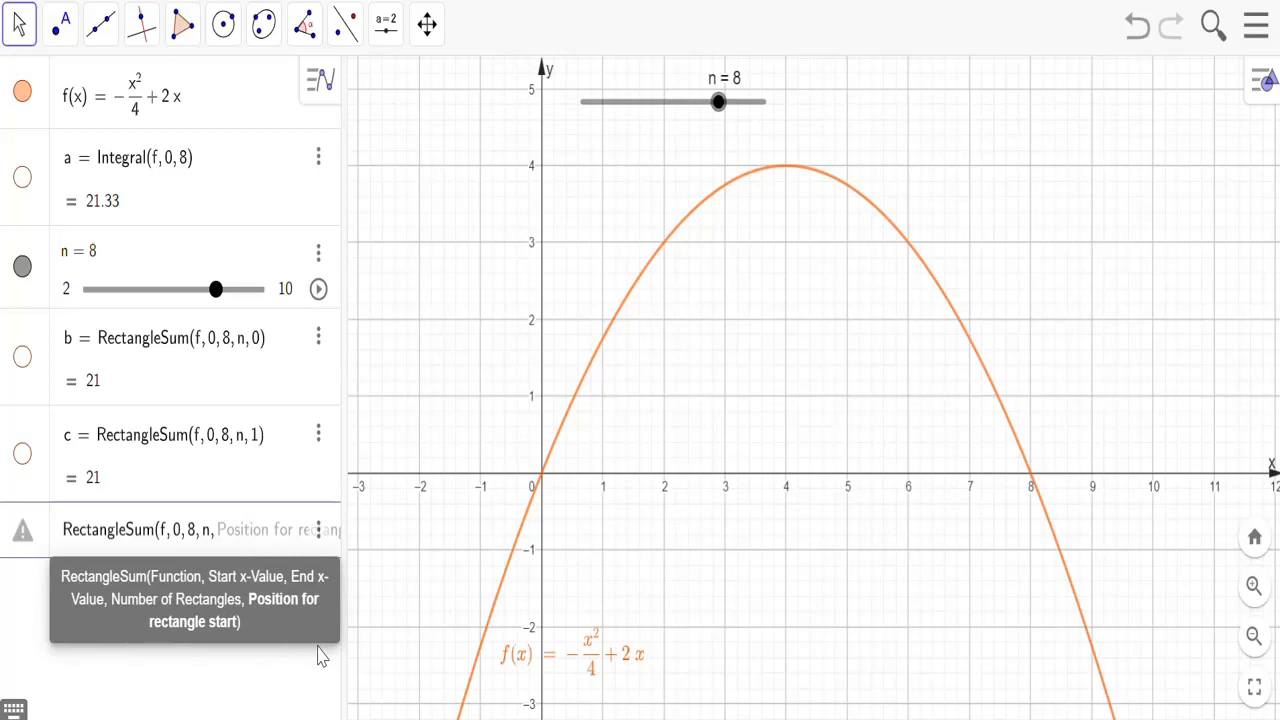 A
α
a = 2
f(x) = −x²/4 + 2 x
a = Integral(f, 0, 8)
= 21.33
n = 8
2 10
b = RectangleSum(f, 0, 8, n, 0)
= 21
c = RectangleSum(f, 0, 8, n, 1)
= 21
RectangleSum(f, 0, 8, n, Position for
RectangleSum(Function, Start x-Value, End x-
Value, Number of Rectangles, Position for
rectangle start)
n = 8
y
5
4
3
2
1
−3 −2 −1 0 1 2 3 4 5 6 7 8 9 10 11 12
x
−1
−2
−3
f(x) = −x²/4 + 2 x